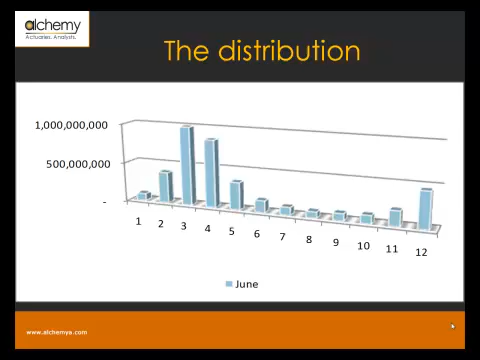 alchemy
Actuaries. Analysts.
The distribution
1,000,000,000
500,000,000
-
1 2 3 4 5 6 7 8 9 10 11 12
June
www.alchemya.com